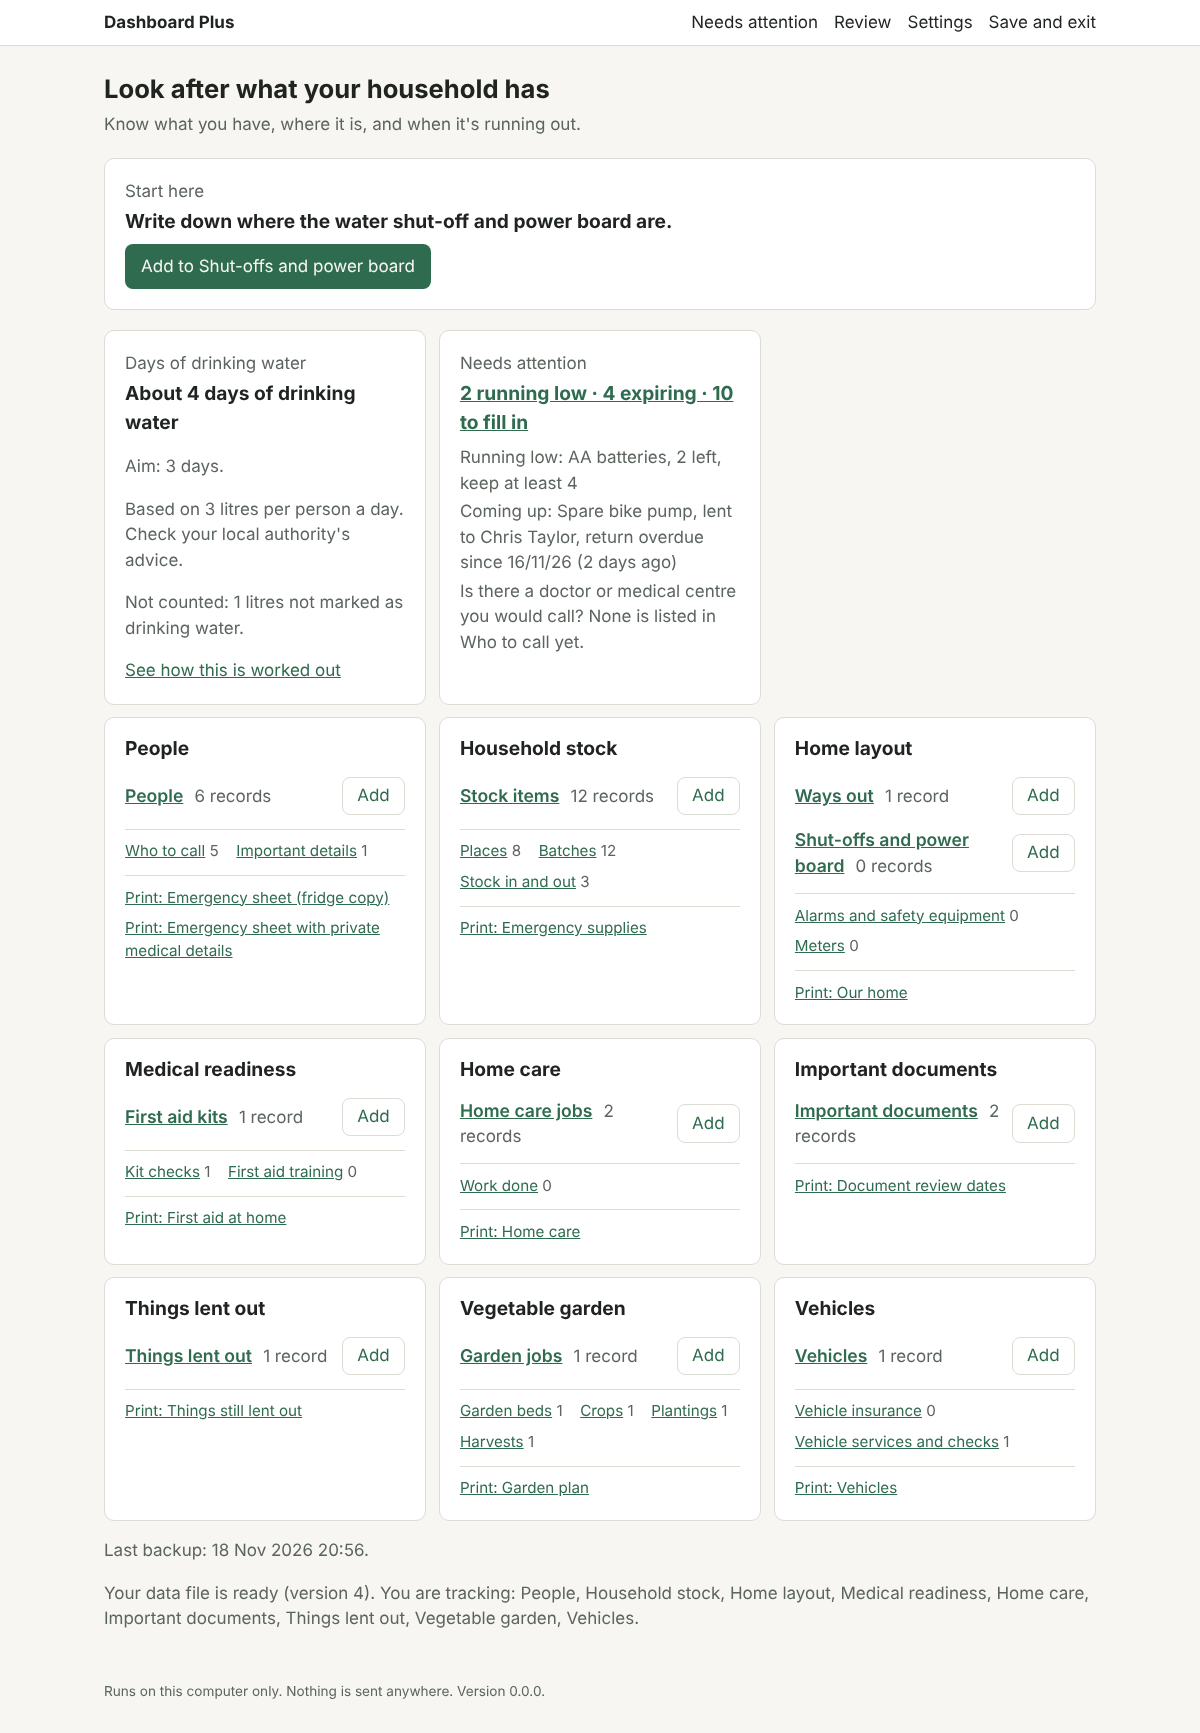 Dashboard Plus
Needs attention Review Settings Save and exit
Look after what your household has
Know what you have, where it is, and when it's running out.
Start here
Write down where the water shut-off and power board are.
Add to Shut-offs and power board
Days of drinking water
About 4 days of drinking
water
Aim: 3 days.
Based on 3 litres per person a day.
Check your local authority's
advice.
Not counted: 1 litres not marked as
drinking water.
See how this is worked out
Needs attention
2 running low · 4 expiring · 10
to fill in
Running low: AA batteries, 2 left,
keep at least 4
Coming up: Spare bike pump, lent
to Chris Taylor, return overdue
since 16/11/26 (2 days ago)
Is there a doctor or medical centre
you would call? None is listed in
Who to call yet.
People
People 6 records Add
Who to call 5 Important details 1
Print: Emergency sheet (fridge copy)
Print: Emergency sheet with private
medical details
Household stock
Stock items 12 records Add
Places 8 Batches 12
Stock in and out 3
Print: Emergency supplies
Home layout
Ways out 1 record Add
Shut-offs and power
board 0 records Add
Alarms and safety equipment 0
Meters 0
Print: Our home
Medical readiness
First aid kits 1 record Add
Kit checks 1 First aid training 0
Print: First aid at home
Home care
Home care jobs 2
records Add
Work done 0
Print: Home care
Important documents
Important documents 2
records Add
Print: Document review dates
Things lent out
Things lent out 1 record Add
Print: Things still lent out
Vegetable garden
Garden jobs 1 record Add
Garden beds 1 Crops 1 Plantings 1
Harvests 1
Print: Garden plan
Vehicles
Vehicles 1 record Add
Vehicle insurance 0
Vehicle services and checks 1
Print: Vehicles
Last backup: 18 Nov 2026 20:56.
Your data file is ready (version 4). You are tracking: People, Household stock, Home layout, Medical readiness, Home care,
Important documents, Things lent out, Vegetable garden, Vehicles.
Runs on this computer only. Nothing is sent anywhere. Version 0.0.0.